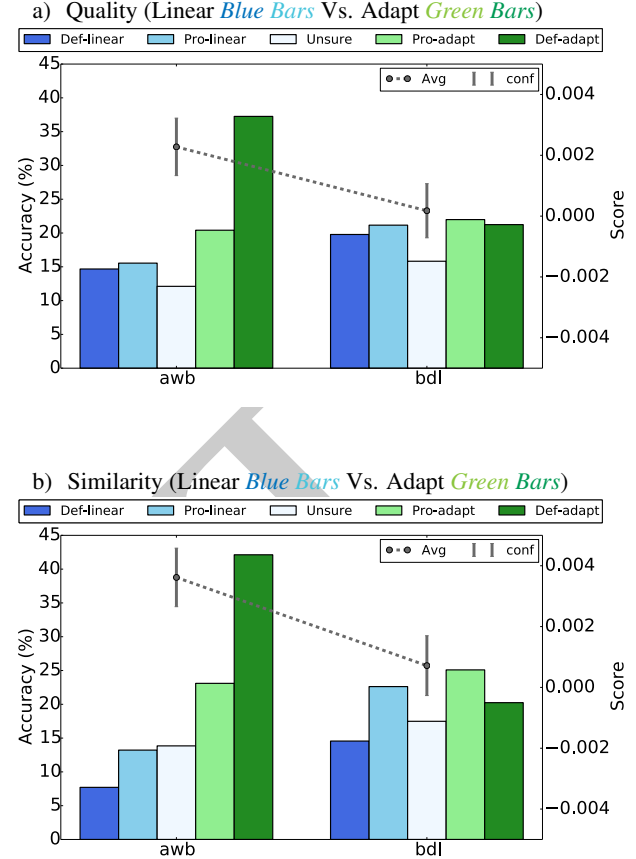 a) Quality (Linear Blue Bars Vs. Adapt Green Bars)
Def-linear Pro-linear Unsure Pro-adapt Def-adapt
Avg conf
45
40
35
30
25
20
15
10
5
0
Accuracy (%)
0.004
0.002
0.000
−0.002
−0.004
Score
awb bdl
b) Similarity (Linear Blue Bars Vs. Adapt Green Bars)
Def-linear Pro-linear Unsure Pro-adapt Def-adapt
Avg conf
45
40
35
30
25
20
15
10
5
0
Accuracy (%)
0.004
0.002
0.000
−0.002
−0.004
Score
awb bdl